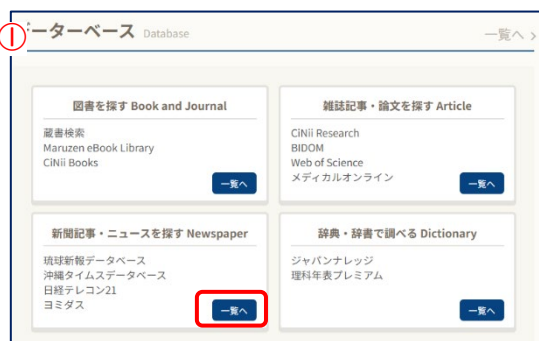 ①
データーベース Database
一覧へ ›
図書を探す Book and Journal
蔵書検索
Maruzen eBook Library
CiNii Books
一覧へ
雑誌記事・論文を探す Article
CiNii Research
BIDOM
Web of Science
メディカルオンライン
一覧へ
新聞記事・ニュースを探す Newspaper
琉球新報データベース
沖縄タイムスデータベース
日経テレコン21
ヨミダス
一覧へ
辞典・辞書で調べる Dictionary
ジャパンナレッジ
理科年表プレミアム
一覧へ